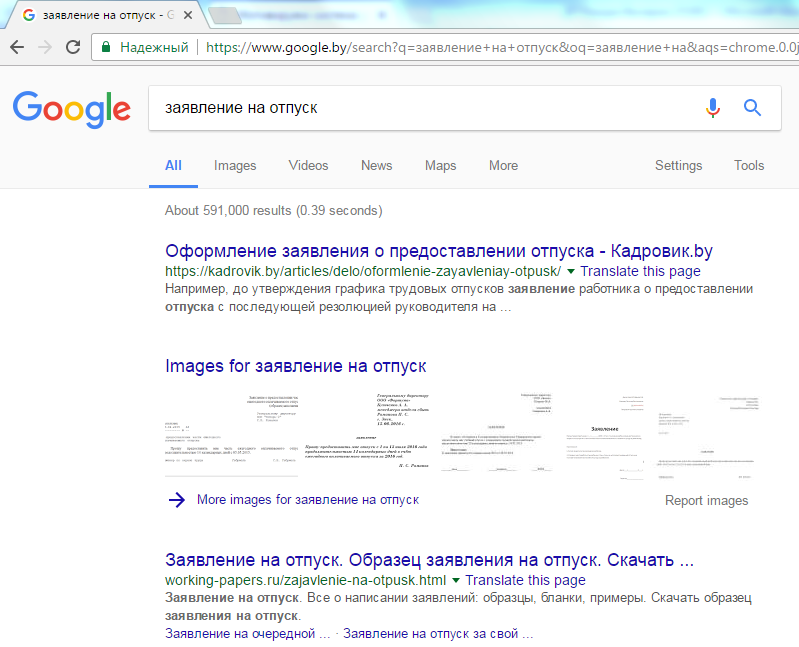 заявление на отпуск - G
Надежный
https://www.google.by/search?q=заявление+на+отпуск&oq=заявление+на&aqs=chrome.0.0j
Google
заявление на отпуск
All Images Videos News Maps More Settings Tools
About 591,000 results (0.39 seconds)
Оформление заявления о предоставлении отпуска - Кадровик.by
https://kadrovik.by/articles/delo/oformlenie-zayavleniay-otpusk/ Translate this page
Например, до утверждения графика трудовых отпусков заявление работника о предоставлении
отпуска с последующей резолюцией руководителя на ...
Images for заявление на отпуск
Генеральному директору
заявление
Заявление
More images for заявление на отпуск
Report images
Заявление на отпуск. Образец заявления на отпуск. Скачать ...
working-papers.ru/zajavlenie-na-otpusk.html Translate this page
Заявление на отпуск. Все о написании заявлений: образцы, бланки, примеры. Скачать образец
заявления на отпуск.
Заявление на очередной ... · Заявление на отпуск за свой ...